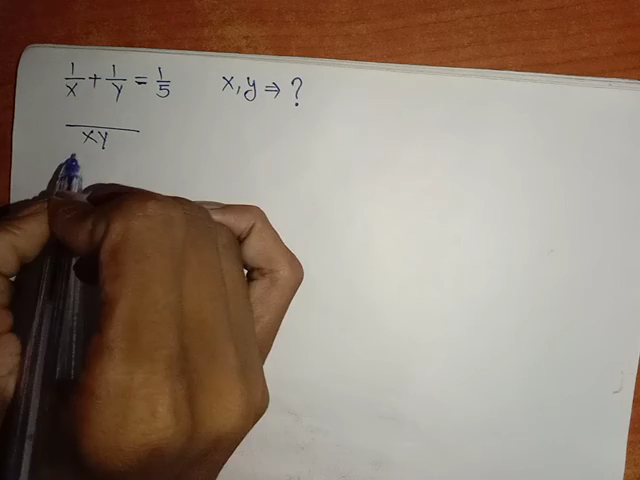 1/x + 1/y = 1/5 x, y ⇒ ?
/xy